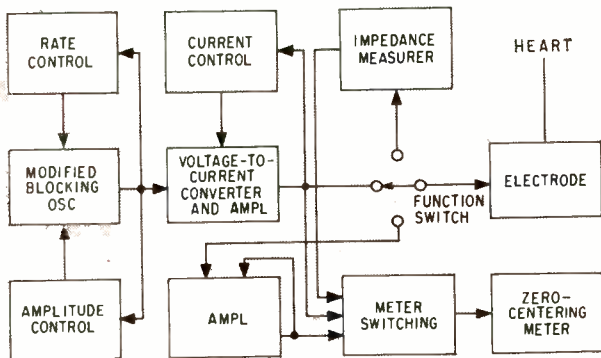 RATE
CONTROL
CURRENT
CONTROL
IMPEDANCE
MEASURER
HEART
MODIFIED
BLOCKING
OSC
VOLTAGE-TO-
CURRENT
CONVERTER
AND AMPL
FUNCTION
SWITCH
ELECTRODE
AMPLITUDE
CONTROL
AMPL
METER
SWITCHING
ZERO-
CENTERING
METER